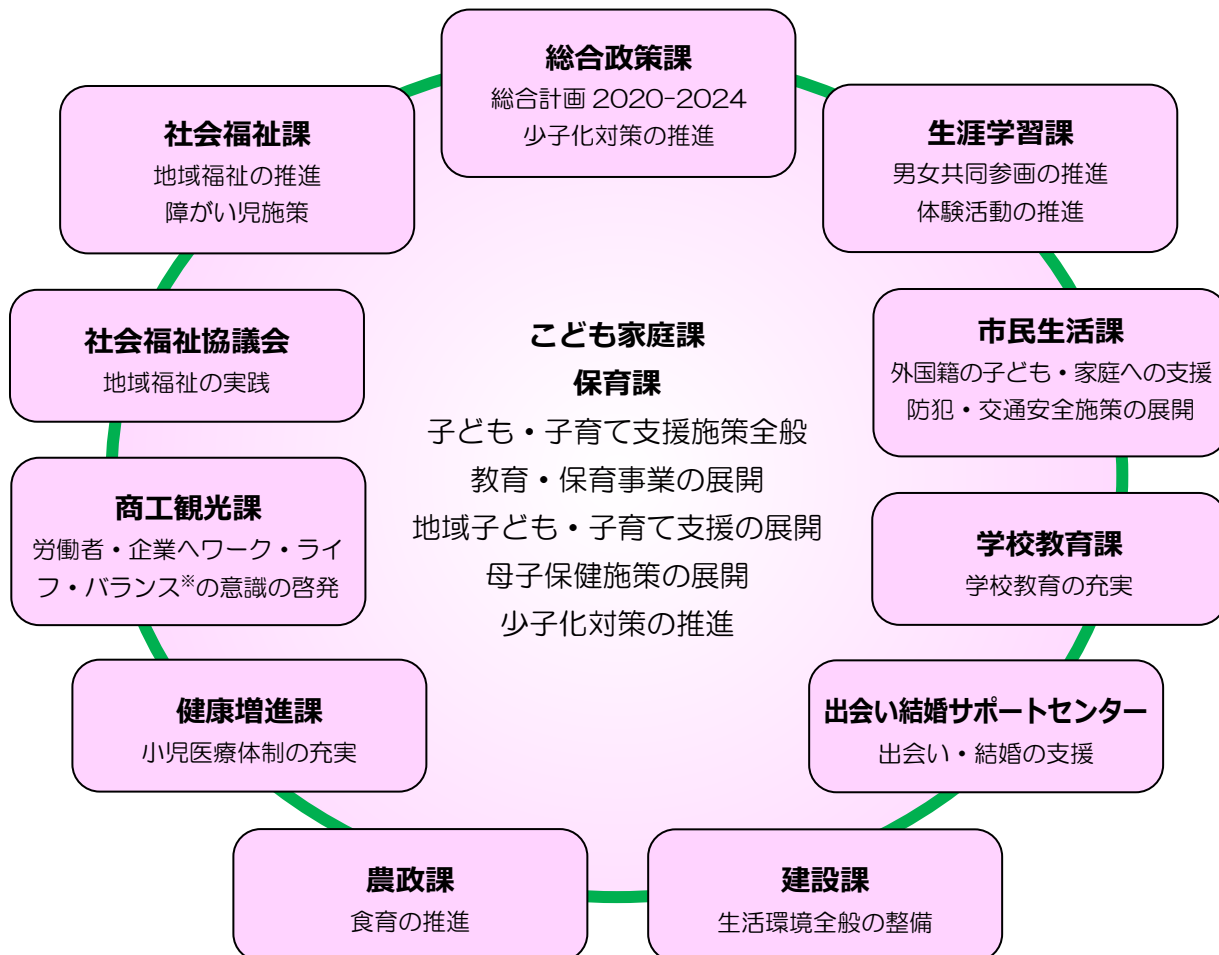 総合政策課
総合計画 2020-2024
少子化対策の推進
社会福祉課
地域福祉の推進
障がい児施策
生涯学習課
男女共同参画の推進
体験活動の推進
社会福祉協議会
地域福祉の実践
こども家庭課
保育課
子ども・子育て支援施策全般
教育・保育事業の展開
地域子ども・子育て支援の展開
母子保健施策の展開
少子化対策の推進
市民生活課
外国籍の子ども・家庭への支援
防犯・交通安全施策の展開
商工観光課
労働者・企業へワーク・ライ
フ・バランス※の意識の啓発
学校教育課
学校教育の充実
健康増進課
小児医療体制の充実
出会い結婚サポートセンター
出会い・結婚の支援
農政課
食育の推進
建設課
生活環境全般の整備